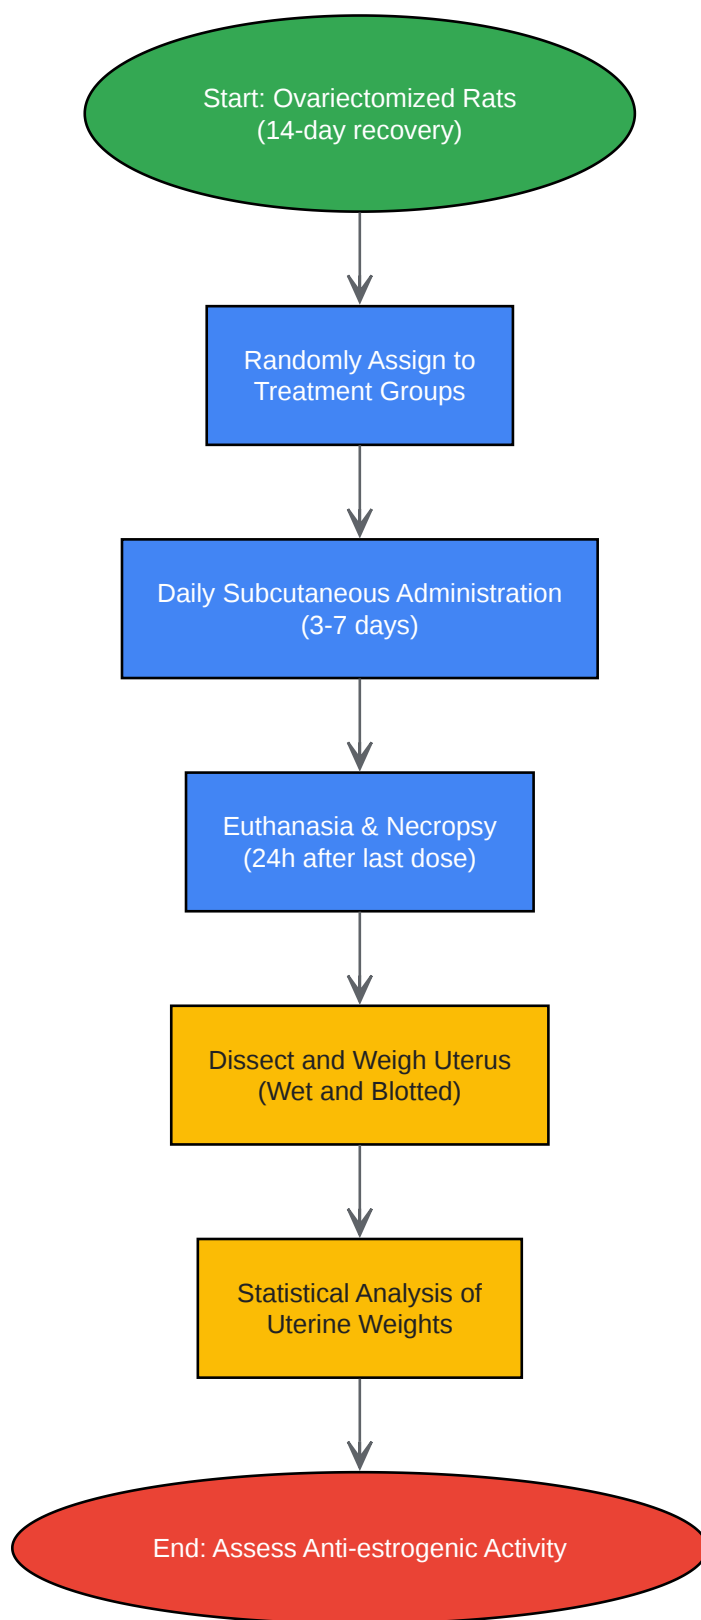 Start: Ovariectomized Rats
(14-day recovery)
Randomly Assign to
Treatment Groups
Daily Subcutaneous Administration
(3-7 days)
Euthanasia & Necropsy
(24h after last dose)
Dissect and Weigh Uterus
(Wet and Blotted)
Statistical Analysis of
Uterine Weights
End: Assess Anti-estrogenic Activity